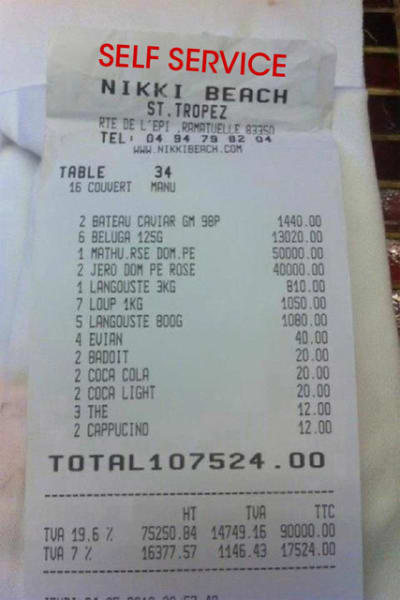 SELF SERVICE
NIKKI BEACH
ST.TROPEZ
RTE DE L'EPI ,RAMATUELLE 83350
TEL: 04 94 79 82 04
WWW.NIKKIBEACH.COM
TABLE 34
16 COUVERT MANU
2 BATEAU CAVIAR GM 98P 1440.00
6 BELUGA 125G 13020.00
1 MATHU.RSE DOM.PE 50000.00
2 JERO DOM PE ROSE 40000.00
1 LANGOUSTE 3KG 810.00
7 LOUP 1KG 1050.00
5 LANGOUSTE 800G 1080.00
4 EVIAN 40.00
2 BADOIT 20.00
2 COCA COLA 20.00
2 COCA LIGHT 20.00
3 THE 12.00
2 CAPPUCINO 12.00
TOTAL107524.00
HT TVA TTC
TVA 19.6 % 75250.84 14749.16 90000.00
TVA 7 % 16377.57 1146.43 17524.00